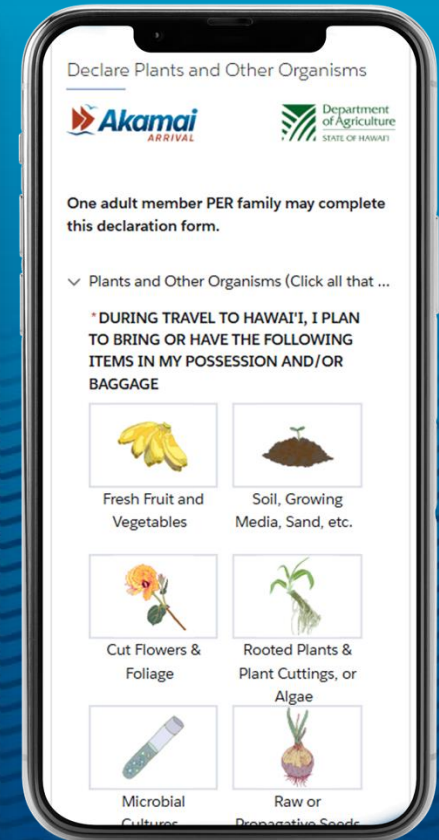 Declare Plants and Other Organisms
Akamai
ARRIVAL
Department
of Agriculture
STATE OF HAWAI'I
One adult member PER family may complete
this declaration form.
Plants and Other Organisms (Click all that ...
*DURING TRAVEL TO HAWAI'I, I PLAN
TO BRING OR HAVE THE FOLLOWING
ITEMS IN MY POSSESSION AND/OR
BAGGAGE
Fresh Fruit and
Vegetables
Soil, Growing
Media, Sand, etc.
Cut Flowers &
Foliage
Rooted Plants &
Plant Cuttings, or
Algae
Microbial
Cultures
Raw or
Propagative Seeds